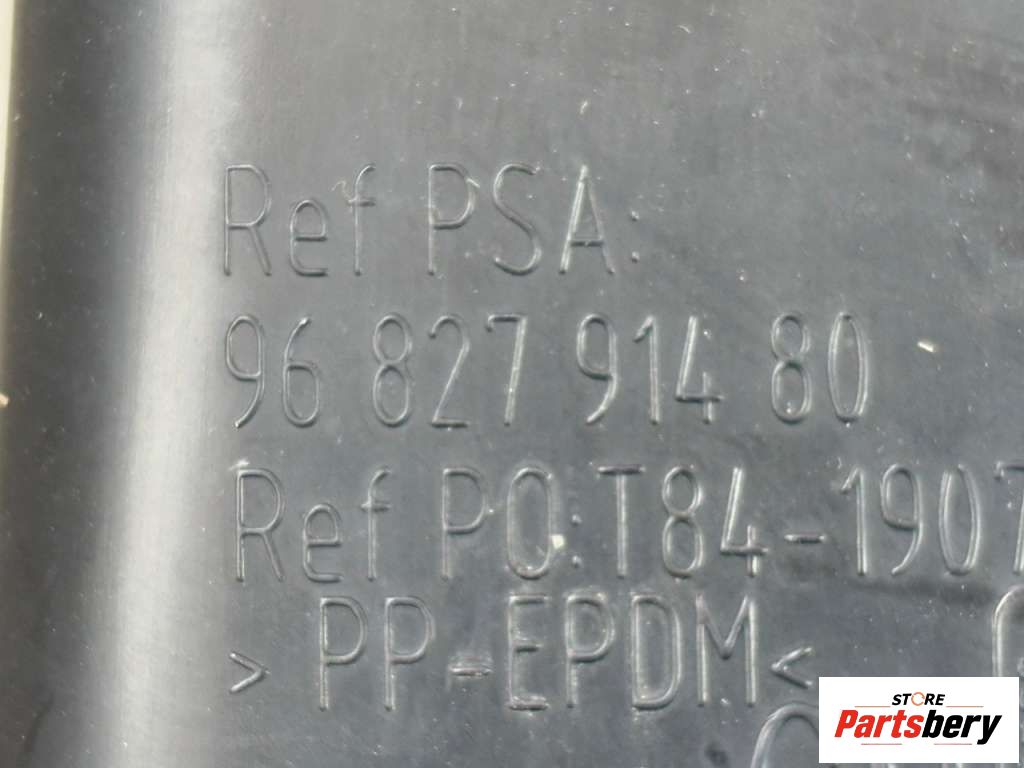 Ref PSA:
96 827 914 80
Ref PO:T84-1907
> PP-EPDM <
STORE
Partsbery